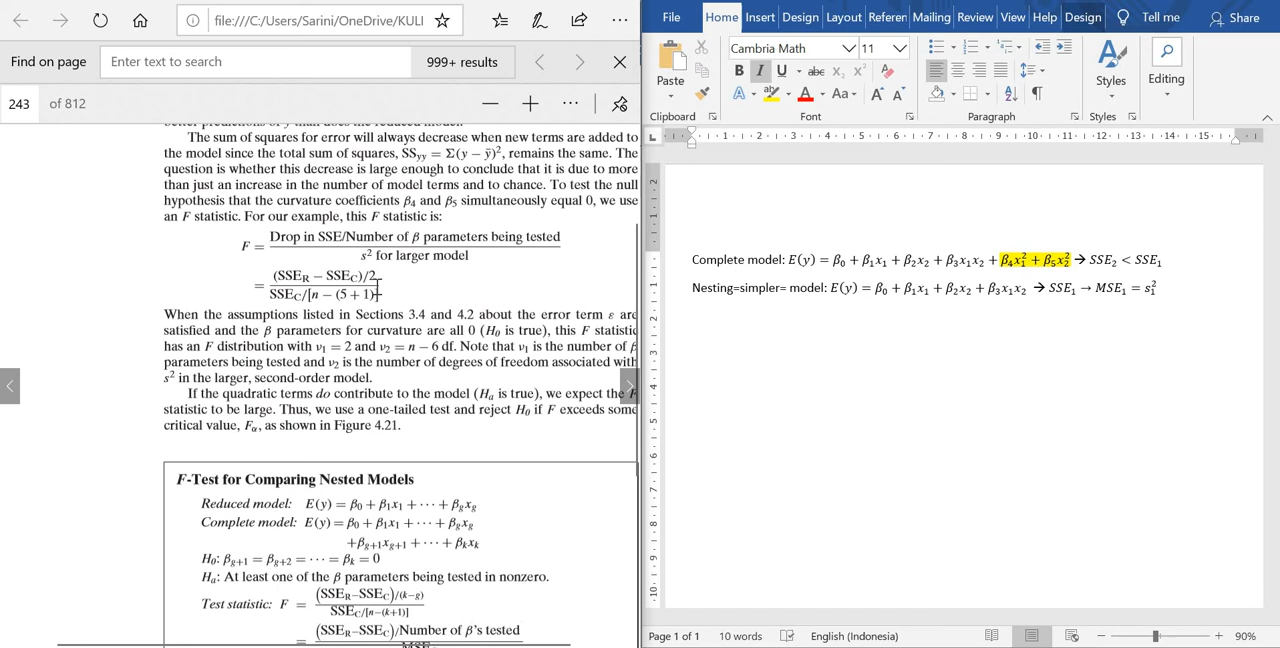 file:///C:/Users/Sarini/OneDrive/KULI
Find on page
Enter text to search
999+ results
243
of 812
The sum of squares for error will always decrease when new terms are added to
the model since the total sum of squares, SSyy = Σ(y − ȳ)², remains the same. The
question is whether this decrease is large enough to conclude that it is due to more
than just an increase in the number of model terms and to chance. To test the null
hypothesis that the curvature coefficients β₄ and β₅ simultaneously equal 0, we use
an F statistic. For our example, this F statistic is:
F = Drop in SSE/Number of β parameters being tested
s² for larger model
= (SSE_R − SSE_C)/2
SSE_C/[n − (5 + 1)]
When the assumptions listed in Sections 3.4 and 4.2 about the error term ε are
satisfied and the β parameters for curvature are all 0 (H₀ is true), this F statistic
has an F distribution with ν₁ = 2 and ν₂ = n − 6 df. Note that ν₁ is the number of β
parameters being tested and ν₂ is the number of degrees of freedom associated with
s² in the larger, second-order model.
If the quadratic terms do contribute to the model (Hₐ is true), we expect the F
statistic to be large. Thus, we use a one-tailed test and reject H₀ if F exceeds some
critical value, Fα, as shown in Figure 4.21.
F-Test for Comparing Nested Models
Reduced model: E(y) = β₀ + β₁x₁ + ··· + βgxg
Complete model: E(y) = β₀ + β₁x₁ + ··· + βgxg
+βg+1xg+1 + ··· + βkxk
H₀: βg+1 = βg+2 = ··· = βk = 0
Hₐ: At least one of the β parameters being tested in nonzero.
Test statistic: F = (SSE_R−SSE_C)/(k−g)
SSE_C/[n−(k+1)]
= (SSE_R−SSE_C)/Number of β's tested
File
Home
Insert
Design
Layout
Referen
Mailing
Review
View
Help
Design
Tell me
Share
Paste
Cambria Math
11
B I U abc x₂ x²
A A Aa A A
Styles
Editing
Clipboard
Font
Paragraph
Styles
Complete model: E(y) = β₀ + β₁x₁ + β₂x₂ + β₃x₁x₂ + β₄x₁² + β₅x₂² → SSE₂ < SSE₁
Nesting=simpler= model: E(y) = β₀ + β₁x₁ + β₂x₂ + β₃x₁x₂ → SSE₁ → MSE₁ = s₁²
Page 1 of 1
10 words
English (Indonesia)
90%